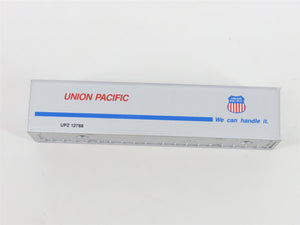 UNION PACIFIC
UNION
PACIFIC
We can handle it.
UPZ 12788